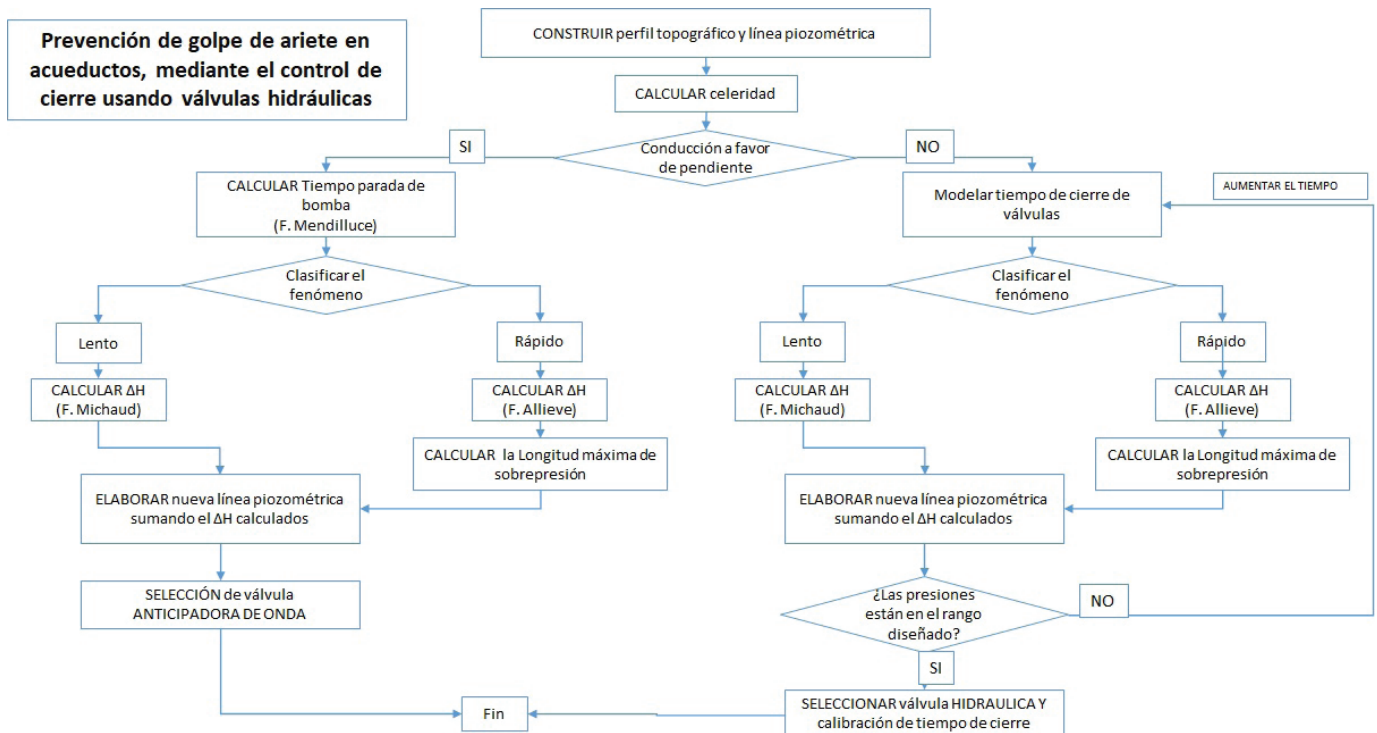 Prevención de golpe de ariete en
acueductos, mediante el control de
cierre usando válvulas hidráulicas
CONSTRUIR perfil topográfico y línea piozométrica
CALCULAR celeridad
Conducción a favor
de pendiente
SI
NO
CALCULAR Tiempo parada de
bomba
(F. Mendilluce)
Modelar tiempo de cierre de
válvulas
AUMENTAR EL TIEMPO
Clasificar el
fenómeno
Clasificar el
fenómeno
Lento
Rápido
Lento
Rápido
CALCULAR ΔH
(F. Michaud)
CALCULAR ΔH
(F. Allieve)
CALCULAR ΔH
(F. Michaud)
CALCULAR ΔH
(F. Allieve)
CALCULAR la Longitud máxima de
sobrepresión
CALCULAR la Longitud máxima de
sobrepresión
ELABORAR nueva línea piozométrica
sumando el ΔH calculados
ELABORAR nueva línea piozométrica
sumando el ΔH calculados
SELECCIÓN de válvula
ANTICIPADORA DE ONDA
¿Las presiones
están en el rango
diseñado?
NO
SI
Fin
SELECCIONAR válvula HIDRAULICA Y
calibración de tiempo de cierre